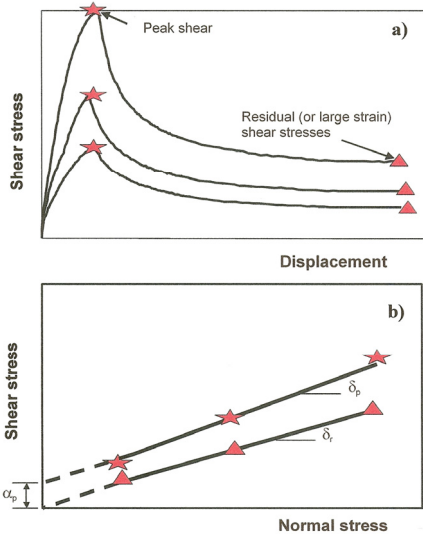 a)
Peak shear
Residual (or large strain)
shear stresses
Shear stress
Displacement
b)
Shear stress
δp
δr
αp
Normal stress